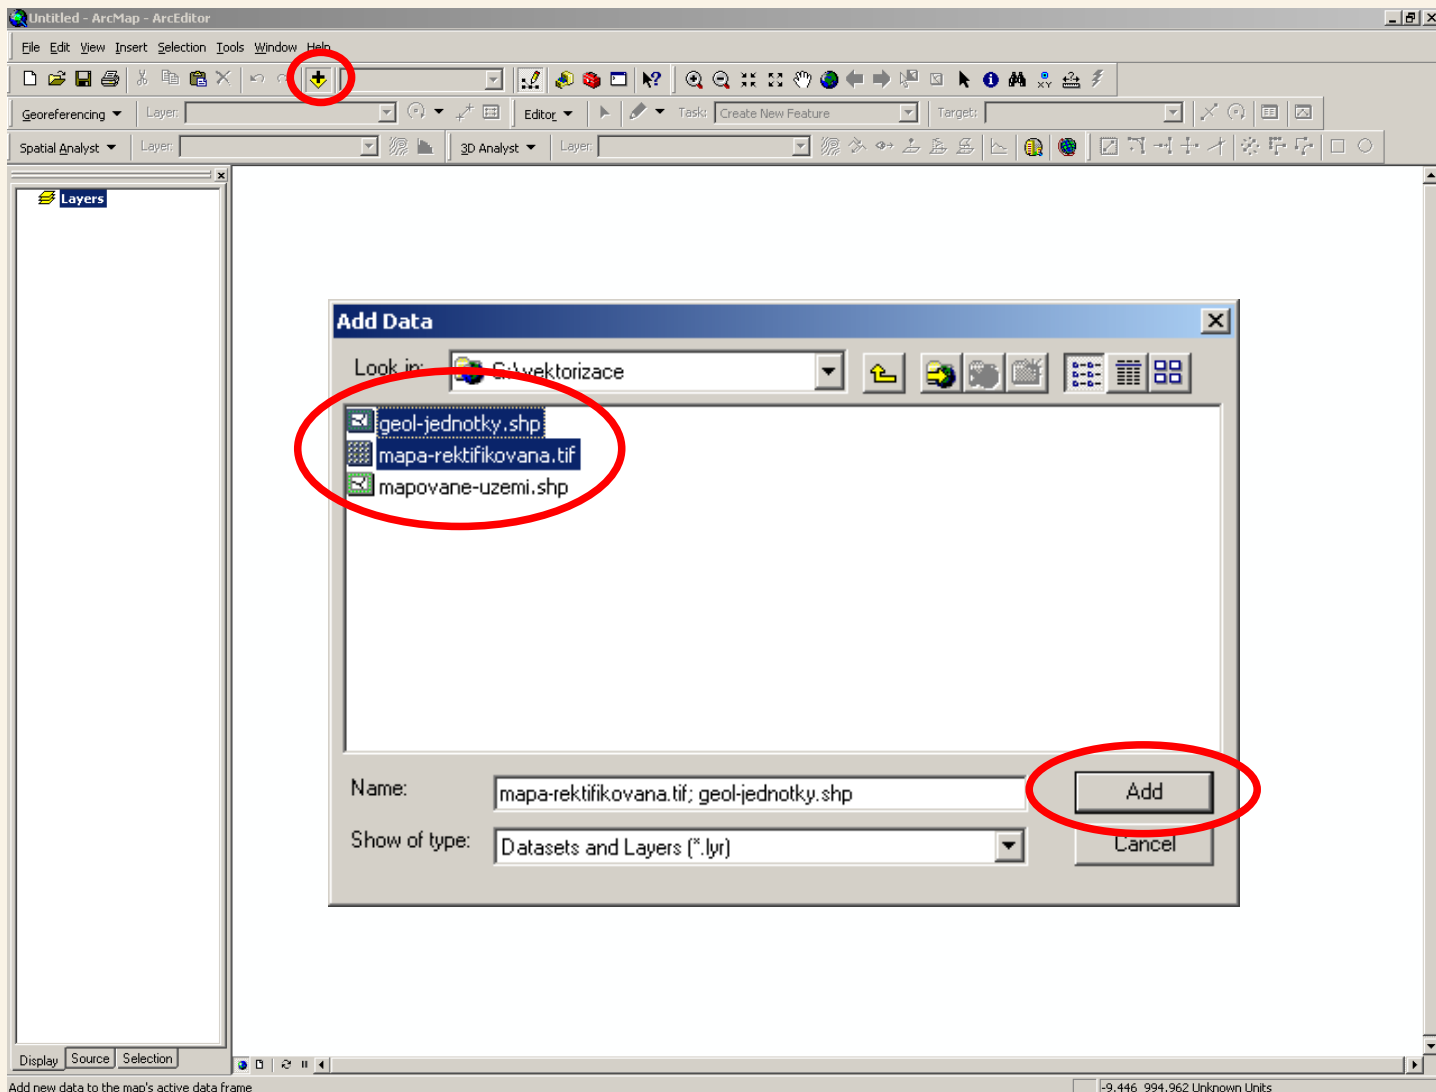 Untitled - ArcMap - ArcEditor
File Edit View Insert Selection Tools Window Help
Georeferencing Layer: Editor Task: Create New Feature Target:
Spatial Analyst Layer: 3D Analyst Layer:
Layers
Add Data
Look in: C:\vektorizace
geol-jednotky.shp
mapa-rektifikovana.tif
mapovane-uzemi.shp
Name: mapa-rektifikovana.tif; geol-jednotky.shp Add
Show of type: Datasets and Layers (*.lyr) Cancel
Display Source Selection
Add new data to the map's active data frame -9,446 994,962 Unknown Units